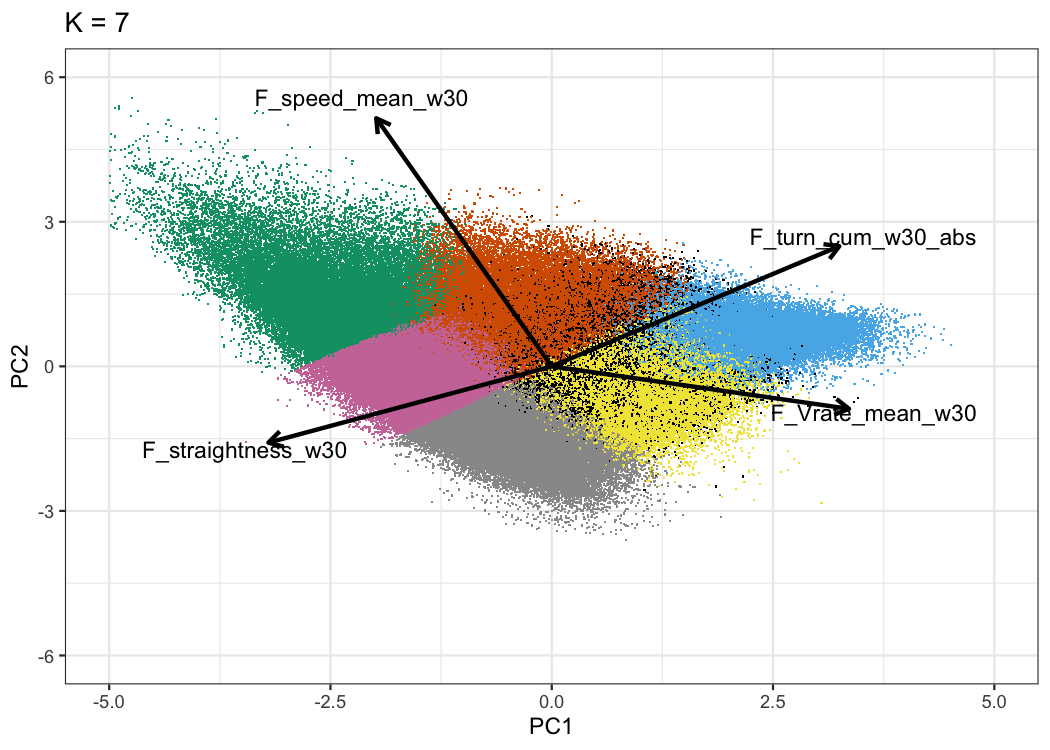 K = 7
6
F_speed_mean_w30
3
F_turn_cum_w30_abs
PC2
0
F_Vrate_mean_w30
F_straightness_w30
-3
-6
-5.0 -2.5 0.0 2.5 5.0
PC1